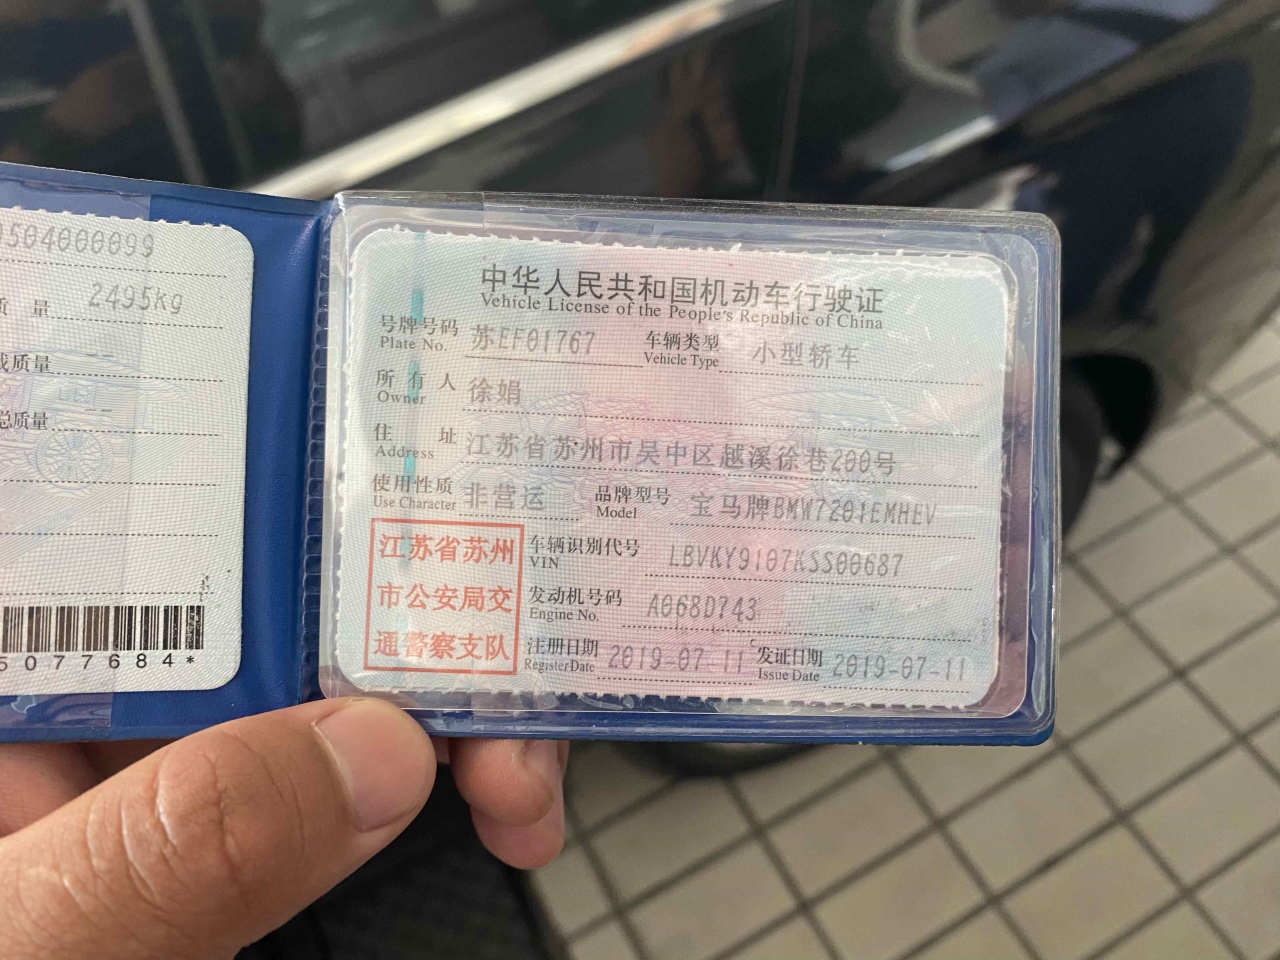 0504000099
质 量 2495kg
质量 --
总质量 --
5077684*
中华人民共和国机动车行驶证
Vehicle License of the People's Republic of China
号牌号码 苏EF01767 车辆类型 小型轿车
Plate No. Vehicle Type
所有人 徐娟
Owner
住址 江苏省苏州市吴中区越溪徐巷200号
Address
使用性质 非营运 品牌型号 宝马牌BMW7201EMHEV
Use Character Model
江苏省苏州
市公安局交
通警察支队
车辆识别代号 LBVKY9107KSS00687
VIN
发动机号码 A068D743
Engine No.
注册日期 2019-07-11 发证日期 2019-07-11
Register Date Issue Date